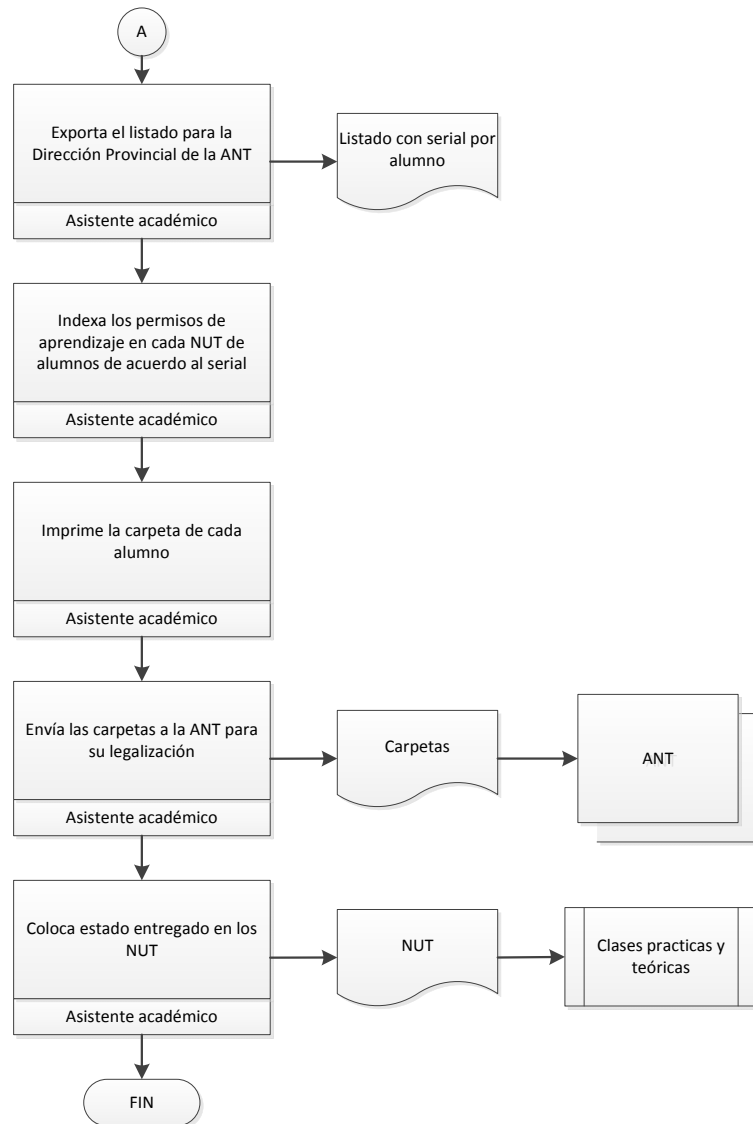 A
Exporta el listado para la
Dirección Provincial de la ANT
Asistente académico
Listado con serial por
alumno
Indexa los permisos de
aprendizaje en cada NUT de
alumnos de acuerdo al serial
Asistente académico
Imprime la carpeta de cada
alumno
Asistente académico
Envía las carpetas a la ANT para
su legalización
Asistente académico
Carpetas
ANT
Coloca estado entregado en los
NUT
Asistente académico
NUT
Clases practicas y
teóricas
FIN